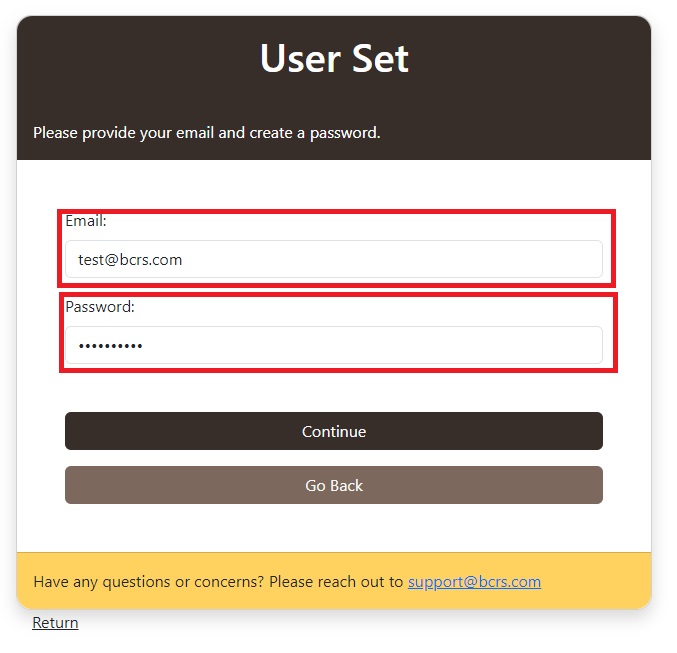 User Set
Please provide your email and create a password.
Email:
test@bcrs.com
Password:
••••••••••
Continue
Go Back
Have any questions or concerns? Please reach out to support@bcrs.com
Return